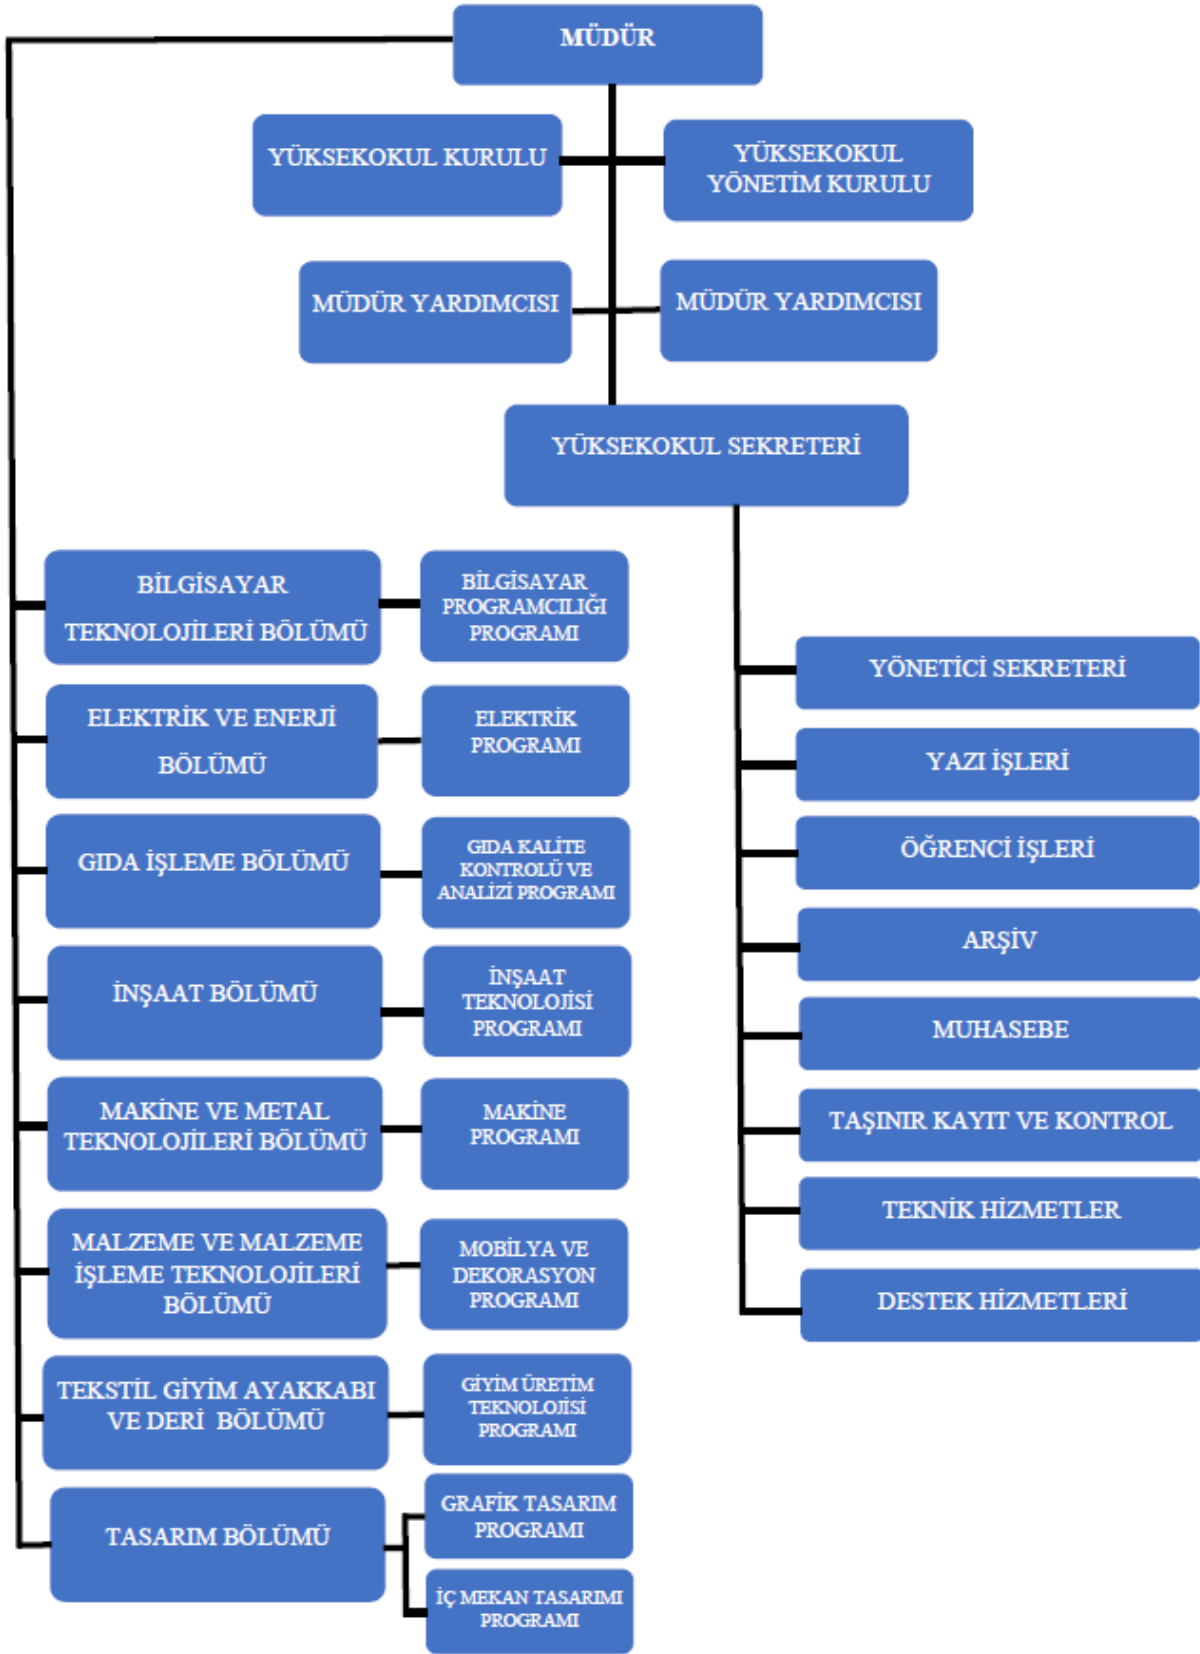 MÜDÜR
YÜKSEKOKUL KURULU
YÜKSEKOKUL
YÖNETİM KURULU
MÜDÜR YARDIMCISI
MÜDÜR YARDIMCISI
YÜKSEKOKUL SEKRETERİ
BİLGİSAYAR
TEKNOLOJİLERİ BÖLÜMÜ
BİLGİSAYAR
PROGRAMCILIĞI
PROGRAMI
ELEKTRİK VE ENERJİ
BÖLÜMÜ
ELEKTRİK
PROGRAMI
GIDA İŞLEME BÖLÜMÜ
GIDA KALİTE
KONTROLÜ VE
ANALİZİ PROGRAMI
İNŞAAT BÖLÜMÜ
İNŞAAT
TEKNOLOJİSİ
PROGRAMI
MAKİNE VE METAL
TEKNOLOJİLERİ BÖLÜMÜ
MAKİNE
PROGRAMI
MALZEME VE MALZEME
İŞLEME TEKNOLOJİLERİ
BÖLÜMÜ
MOBİLYA VE
DEKORASYON
PROGRAMI
TEKSTİL GİYİM AYAKKABI
VE DERİ BÖLÜMÜ
GİYİM ÜRETİM
TEKNOLOJİSİ
PROGRAMI
TASARIM BÖLÜMÜ
GRAFİK TASARIM
PROGRAMI
İÇ MEKAN TASARIMI
PROGRAMI
YÖNETİCİ SEKRETERİ
YAZI İŞLERİ
ÖĞRENCİ İŞLERİ
ARŞİV
MUHASEBE
TAŞINIR KAYIT VE KONTROL
TEKNİK HİZMETLER
DESTEK HİZMETLERİ